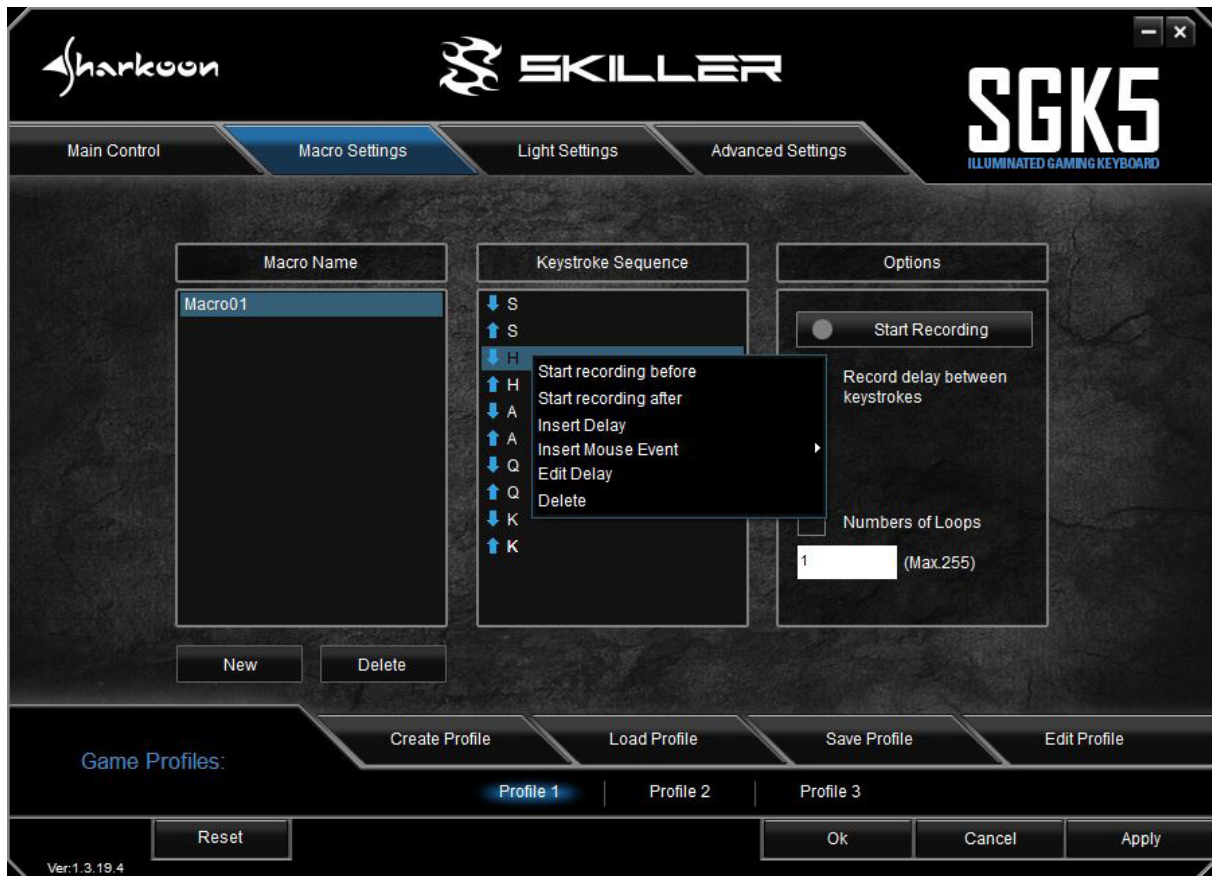 Sharkoon
SKILLER
SGK5
ILLUMINATED GAMING KEYBOARD
Main Control
Macro Settings
Light Settings
Advanced Settings
Macro Name
Macro01
New
Delete
Keystroke Sequence
S
S
H
H
A
A
Q
Q
K
K
Start recording before
Start recording after
Insert Delay
Insert Mouse Event
Edit Delay
Delete
Options
Start Recording
Record delay between
keystrokes
Numbers of Loops
1 (Max.255)
Game Profiles:
Create Profile
Load Profile
Save Profile
Edit Profile
Profile 1
Profile 2
Profile 3
Reset
Ok
Cancel
Apply
Ver:1.3.19.4